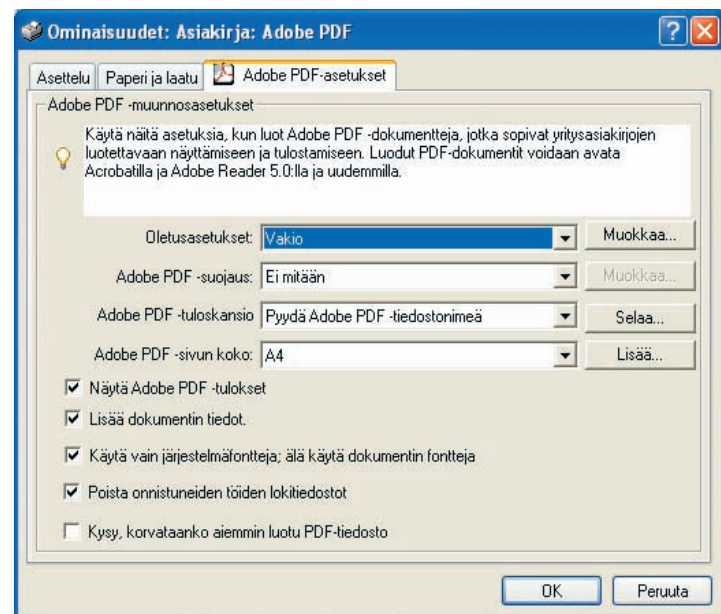 Ominaisuudet: Asiakirja: Adobe PDF
Asettelu Paperi ja laatu Adobe PDF-asetukset
Adobe PDF -muunnosasetukset
Käytä näitä asetuksia, kun luot Adobe PDF -dokumentteja, jotka sopivat yritysasiakirjojen
luotettavaan näyttämiseen ja tulostamiseen. Luodut PDF-dokumentit voidaan avata
Acrobatilla ja Adobe Reader 5.0:lla ja uudemmilla.
Oletusasetukset: Vakio Muokkaa...
Adobe PDF -suojaus: Ei mitään Muokkaa...
Adobe PDF -tuloskansio Pyydä Adobe PDF -tiedostonimeä Selaa...
Adobe PDF -sivun koko: A4 Lisää...
Näytä Adobe PDF -tulokset
Lisää dokumentin tiedot.
Käytä vain järjestelmäfontteja; älä käytä dokumentin fontteja
Poista onnistuneiden töiden lokitiedostot
Kysy, korvataanko aiemmin luotu PDF-tiedosto
OK Peruuta